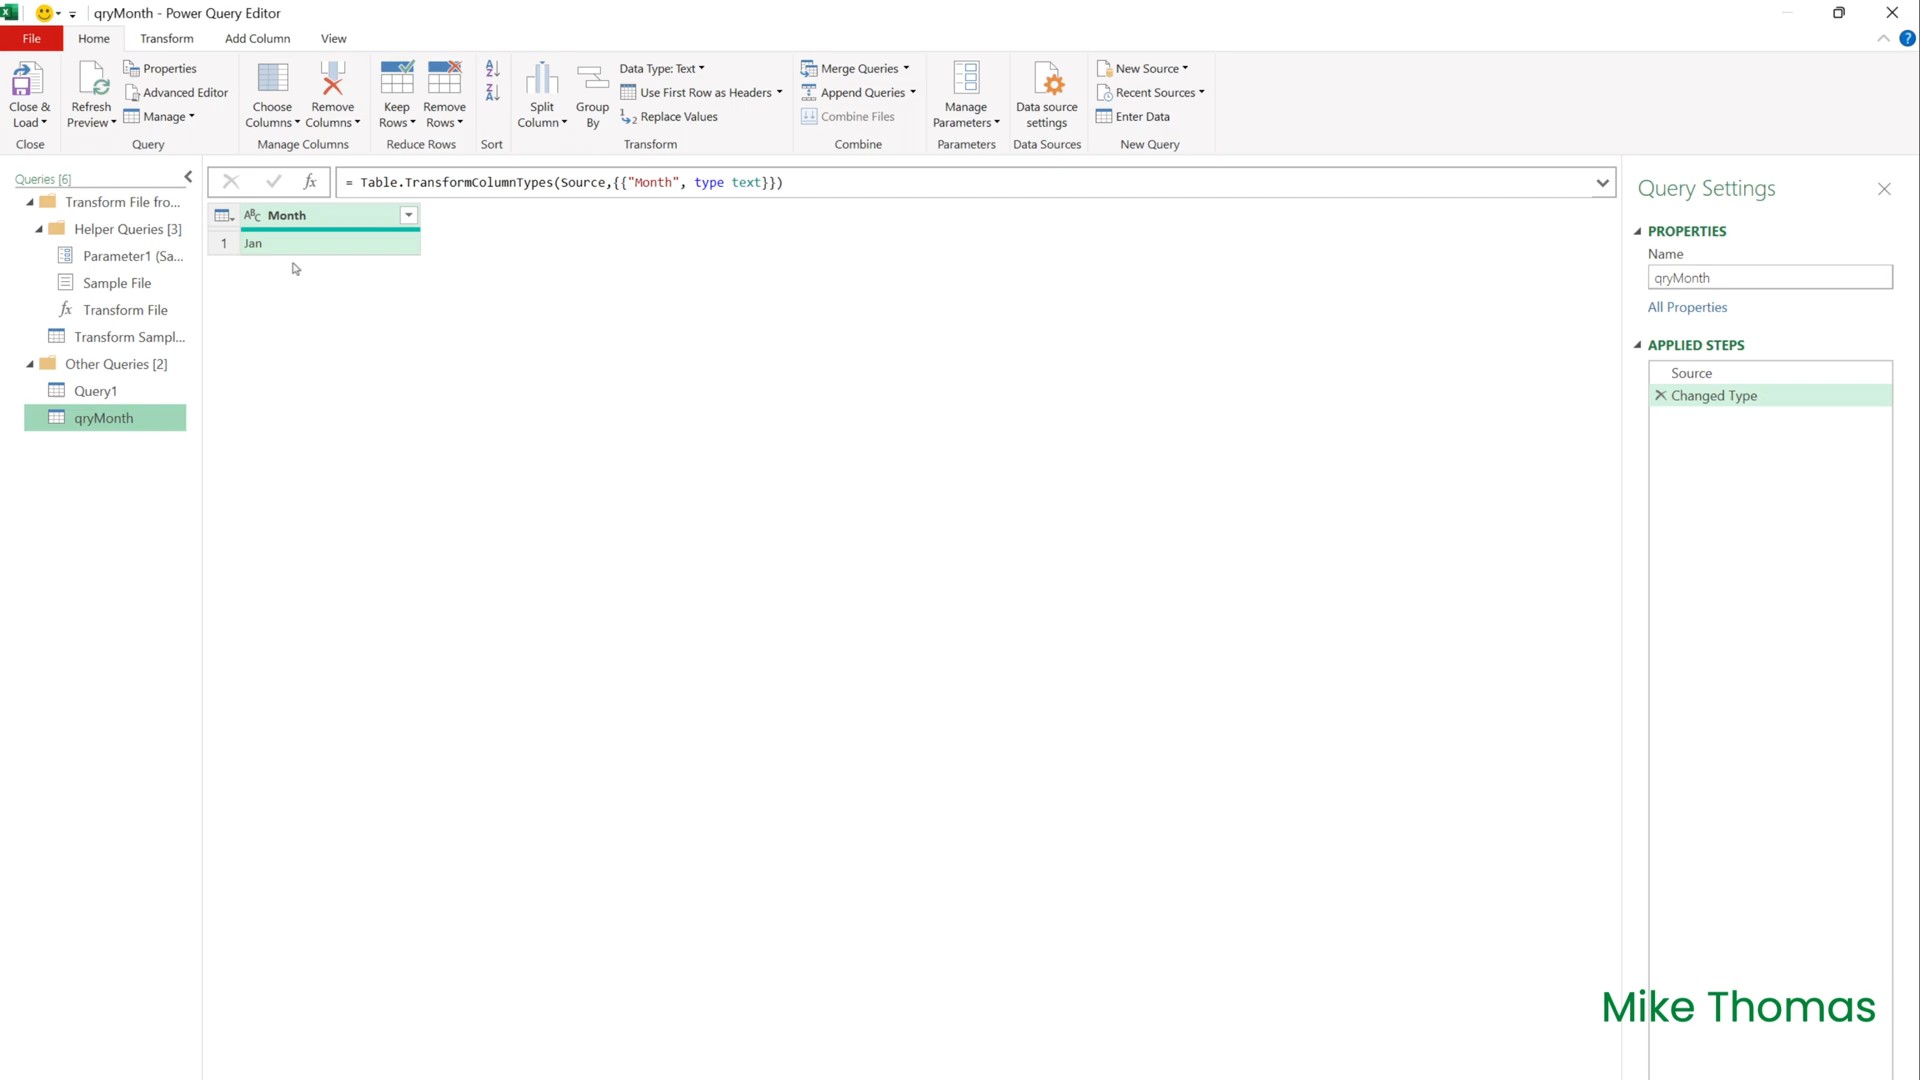 qryMonth - Power Query Editor
File Home Transform Add Column View
Close & Load
Close
Refresh Preview
Properties
Advanced Editor
Manage
Query
Choose Columns
Remove Columns
Manage Columns
Keep Rows
Remove Rows
Reduce Rows
Sort
Split Column
Group By
Data Type: Text
Use First Row as Headers
Replace Values
Transform
Merge Queries
Append Queries
Combine Files
Combine
Manage Parameters
Parameters
Data source settings
Data Sources
New Source
Recent Sources
Enter Data
New Query
Queries [6]
Transform File fro...
Helper Queries [3]
Parameter1 (Sa...
Sample File
fx Transform File
Transform Sampl...
Other Queries [2]
Query1
qryMonth
fx = Table.TransformColumnTypes(Source,{{"Month", type text}})
ABC Month
1 Jan
Query Settings
PROPERTIES
Name
qryMonth
All Properties
APPLIED STEPS
Source
Changed Type
Mike Thomas